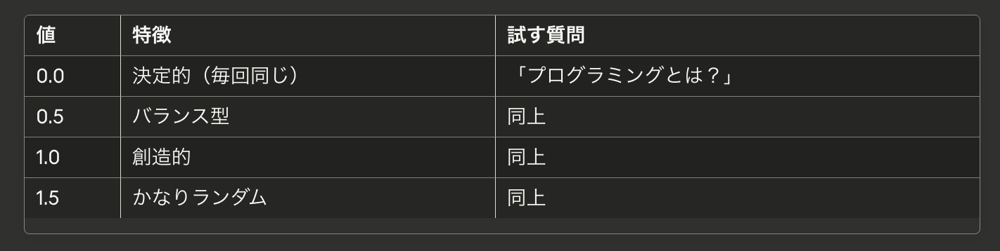 値 特徴 試す質問
0.0 決定的（毎回同じ） 「プログラミングとは？」
0.5 バランス型 同上
1.0 創造的 同上
1.5 かなりランダム 同上